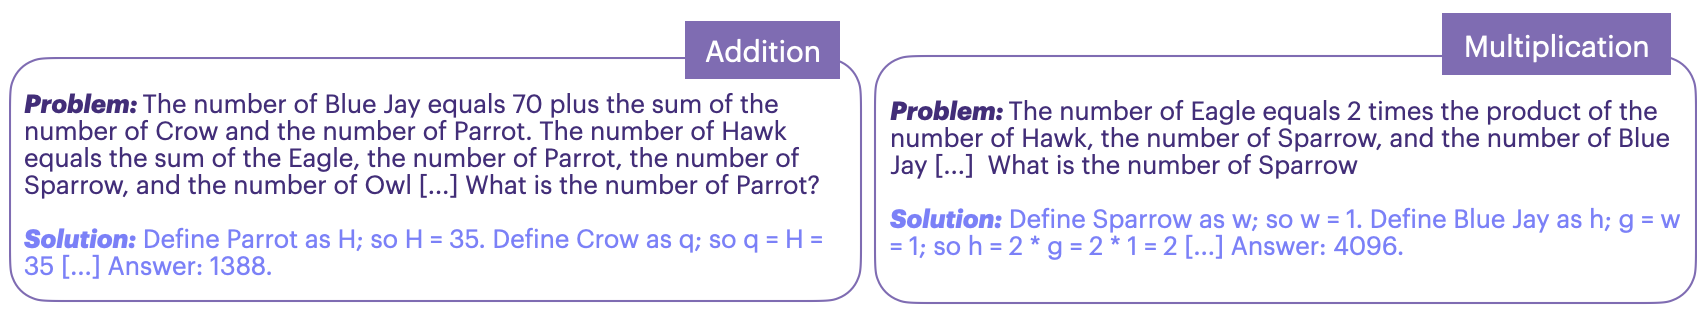 Addition
Problem: The number of Blue Jay equals 70 plus the sum of the
number of Crow and the number of Parrot. The number of Hawk
equals the sum of the Eagle, the number of Parrot, the number of
Sparrow, and the number of Owl [...] What is the number of Parrot?
Solution: Define Parrot as H; so H = 35. Define Crow as q; so q = H =
35 [...] Answer: 1388.
Multiplication
Problem: The number of Eagle equals 2 times the product of the
number of Hawk, the number of Sparrow, and the number of Blue
Jay [...] What is the number of Sparrow
Solution: Define Sparrow as w; so w = 1. Define Blue Jay as h; g = w
= 1; so h = 2 * g = 2 * 1 = 2 [...] Answer: 4096.